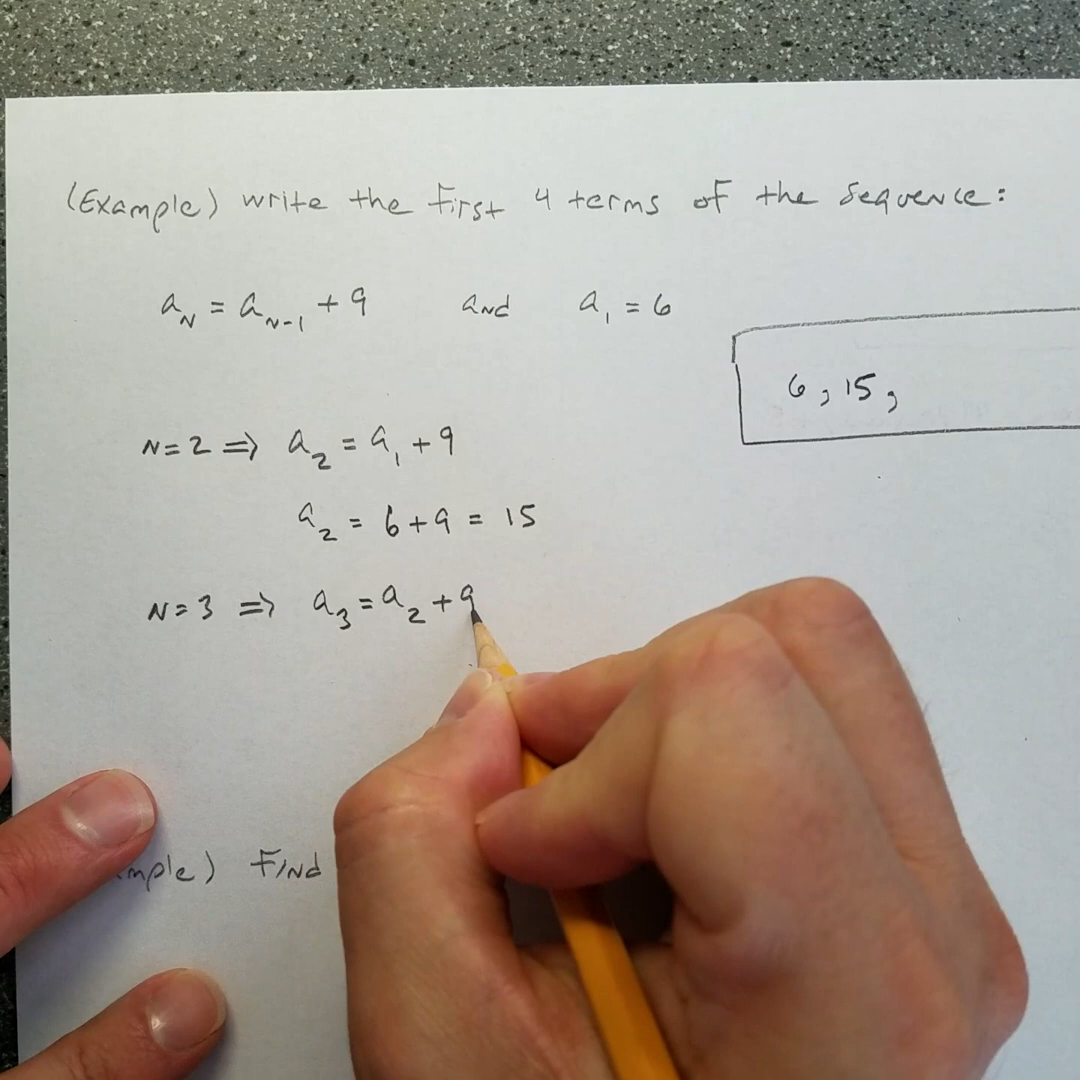 (Example) write the first 4 terms of the sequence:
a_N = a_{N-1} + 9 and a_1 = 6
6, 15,
N=2 ⇒ a_2 = a_1 + 9
a_2 = 6+9 = 15
N=3 ⇒ a_3 = a_2 + 9
mple) Find